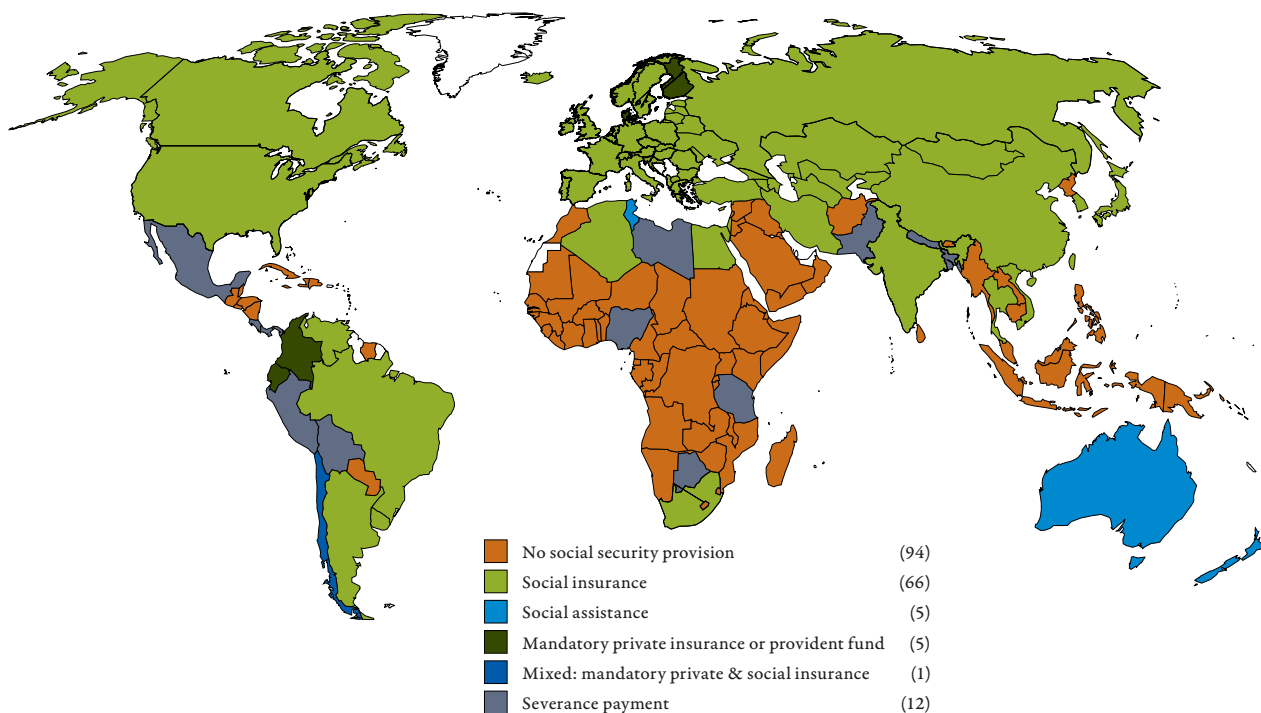 No social security provision (94)
Social insurance (66)
Social assistance (5)
Mandatory private insurance or provident fund (5)
Mixed: mandatory private & social insurance (1)
Severance payment (12)